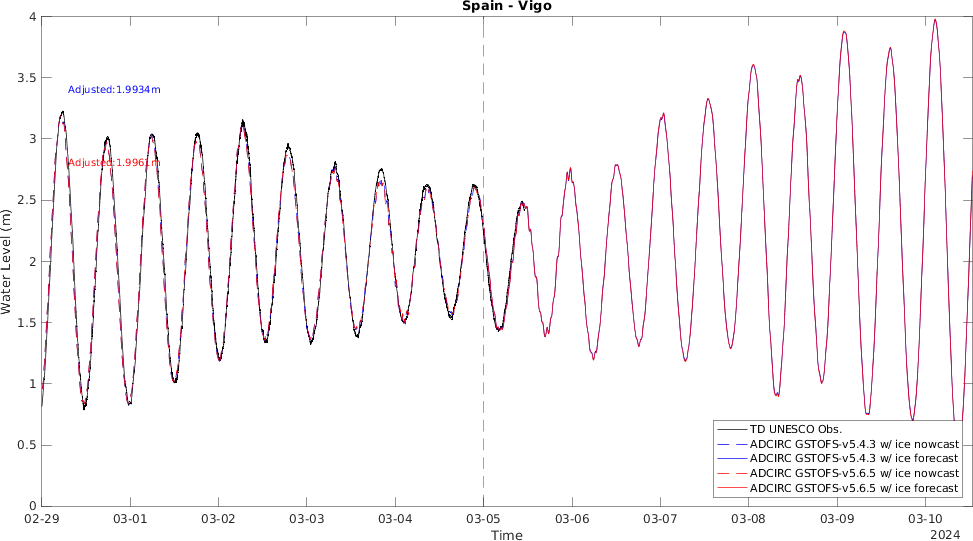 Spain - Vigo
4
3.5
3
2.5
2
1.5
1
0.5
0
Water Level (m)
Adjusted:1.9934m
Adjusted:1.9961m
TD UNESCO Obs.
ADCIRC GSTOFS-v5.4.3 w/ ice nowcast
ADCIRC GSTOFS-v5.4.3 w/ ice forecast
ADCIRC GSTOFS-v5.6.5 w/ ice nowcast
ADCIRC GSTOFS-v5.6.5 w/ ice forecast
02-29 03-01 03-02 03-03 03-04 03-05 03-06 03-07 03-08 03-09 03-10
Time
2024